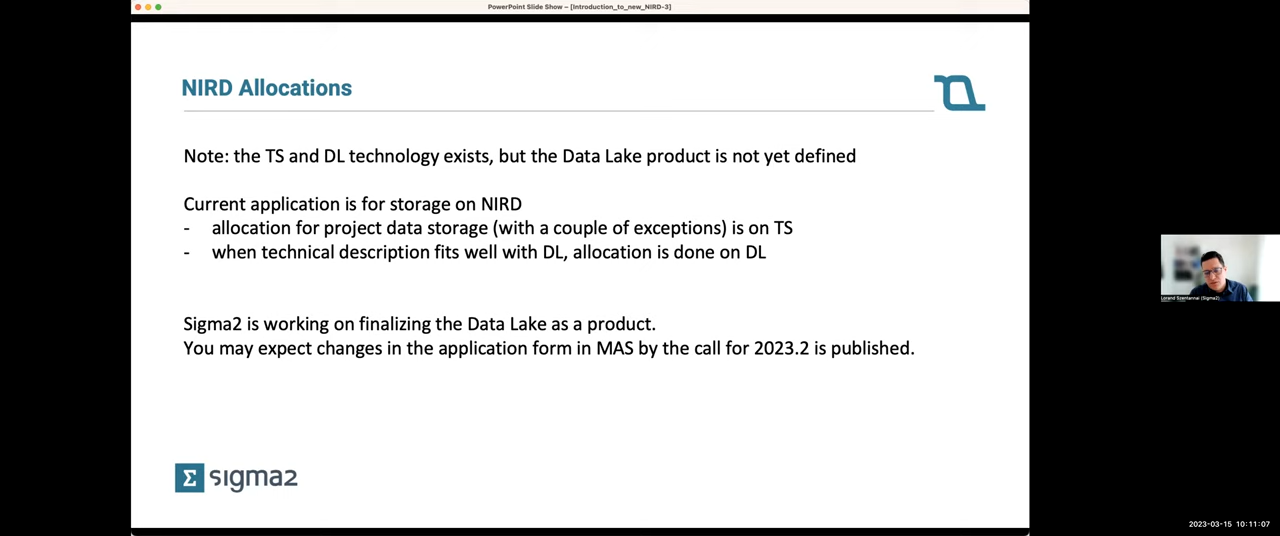 PowerPoint Slide Show – [Introduction_to_new_NIRD-3]
NIRD Allocations
Note: the TS and DL technology exists, but the Data Lake product is not yet defined
Current application is for storage on NIRD
- allocation for project data storage (with a couple of exceptions) is on TS
- when technical description fits well with DL, allocation is done on DL
Sigma2 is working on finalizing the Data Lake as a product.
You may expect changes in the application form in MAS by the call for 2023.2 is published.
Σ sigma2
Lorand Szentannai (Sigma2)
2023-03-15 10:11:07